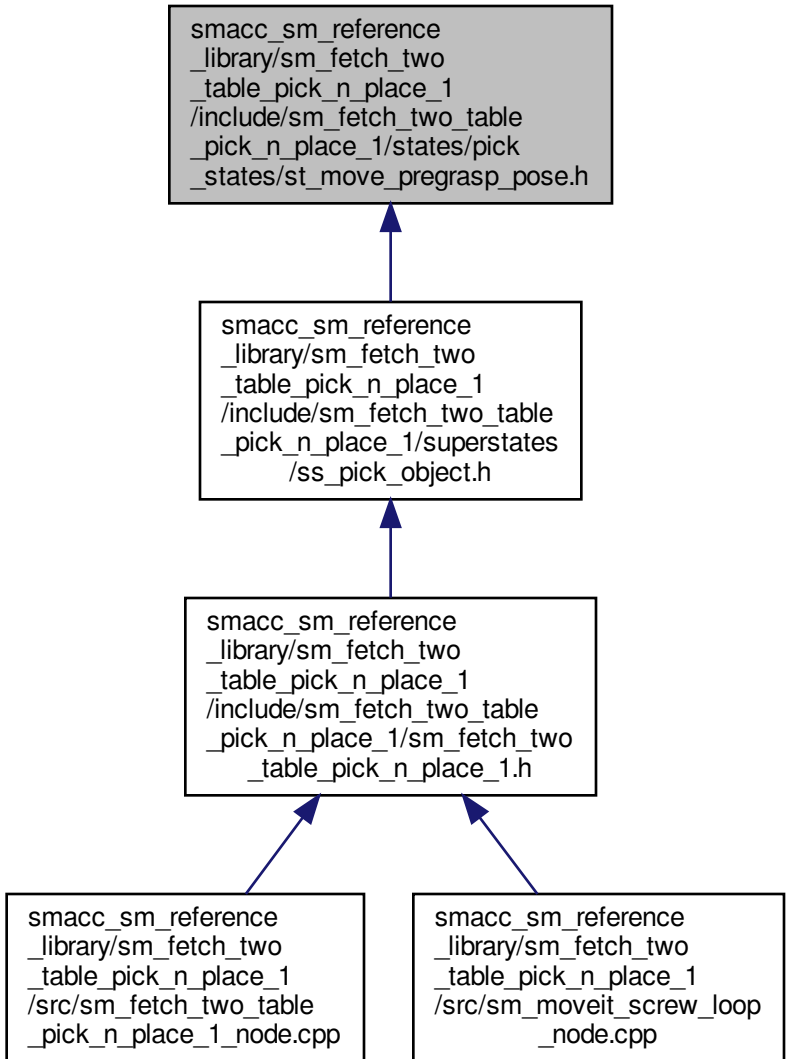 smacc_sm_reference
_library/sm_fetch_two
_table_pick_n_place_1
/include/sm_fetch_two_table
_pick_n_place_1/states/pick
_states/st_move_pregrasp_pose.h
smacc_sm_reference
_library/sm_fetch_two
_table_pick_n_place_1
/include/sm_fetch_two_table
_pick_n_place_1/superstates
/ss_pick_object.h
smacc_sm_reference
_library/sm_fetch_two
_table_pick_n_place_1
/include/sm_fetch_two_table
_pick_n_place_1/sm_fetch_two
_table_pick_n_place_1.h
smacc_sm_reference
_library/sm_fetch_two
_table_pick_n_place_1
/src/sm_fetch_two_table
_pick_n_place_1_node.cpp
smacc_sm_reference
_library/sm_fetch_two
_table_pick_n_place_1
/src/sm_moveit_screw_loop
_node.cpp